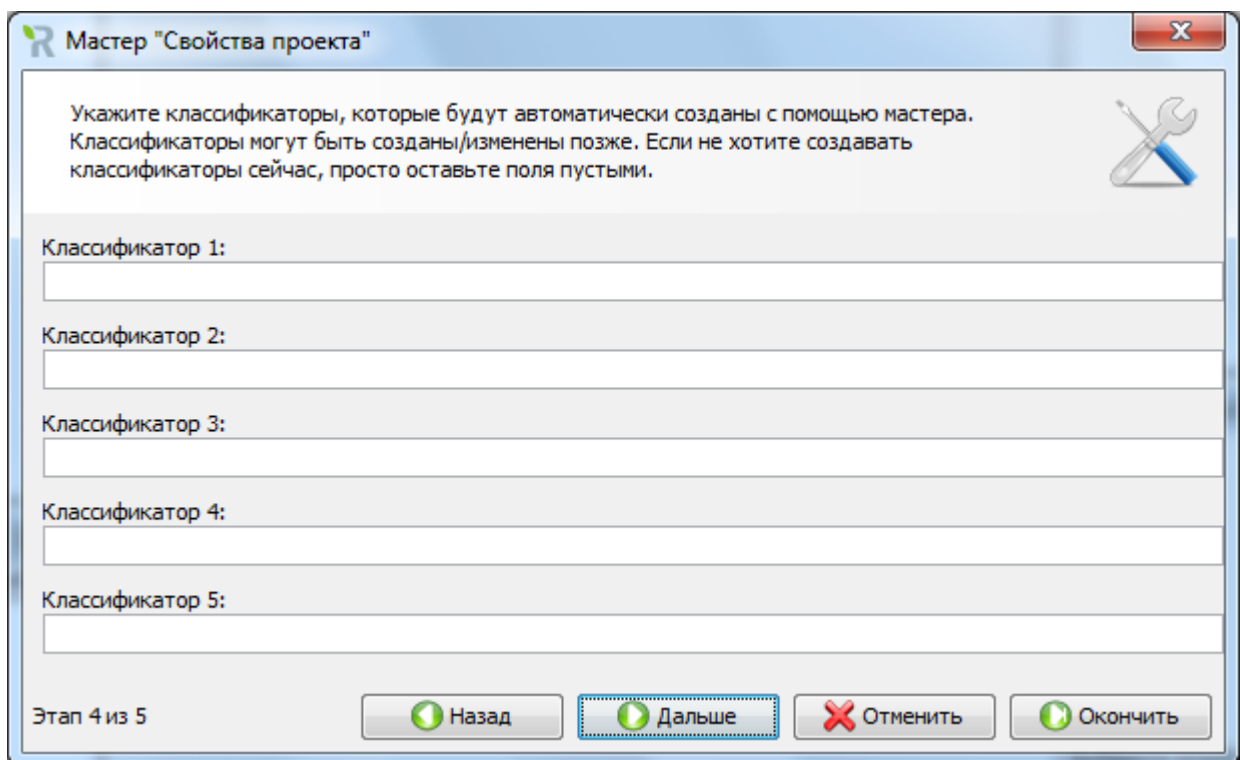 Мастер "Свойства проекта"
Укажите классификаторы, которые будут автоматически созданы с помощью мастера.
Классификаторы могут быть созданы/изменены позже. Если не хотите создавать
классификаторы сейчас, просто оставьте поля пустыми.
Классификатор 1:
Классификатор 2:
Классификатор 3:
Классификатор 4:
Классификатор 5:
Этап 4 из 5 Назад Дальше Отменить Окончить